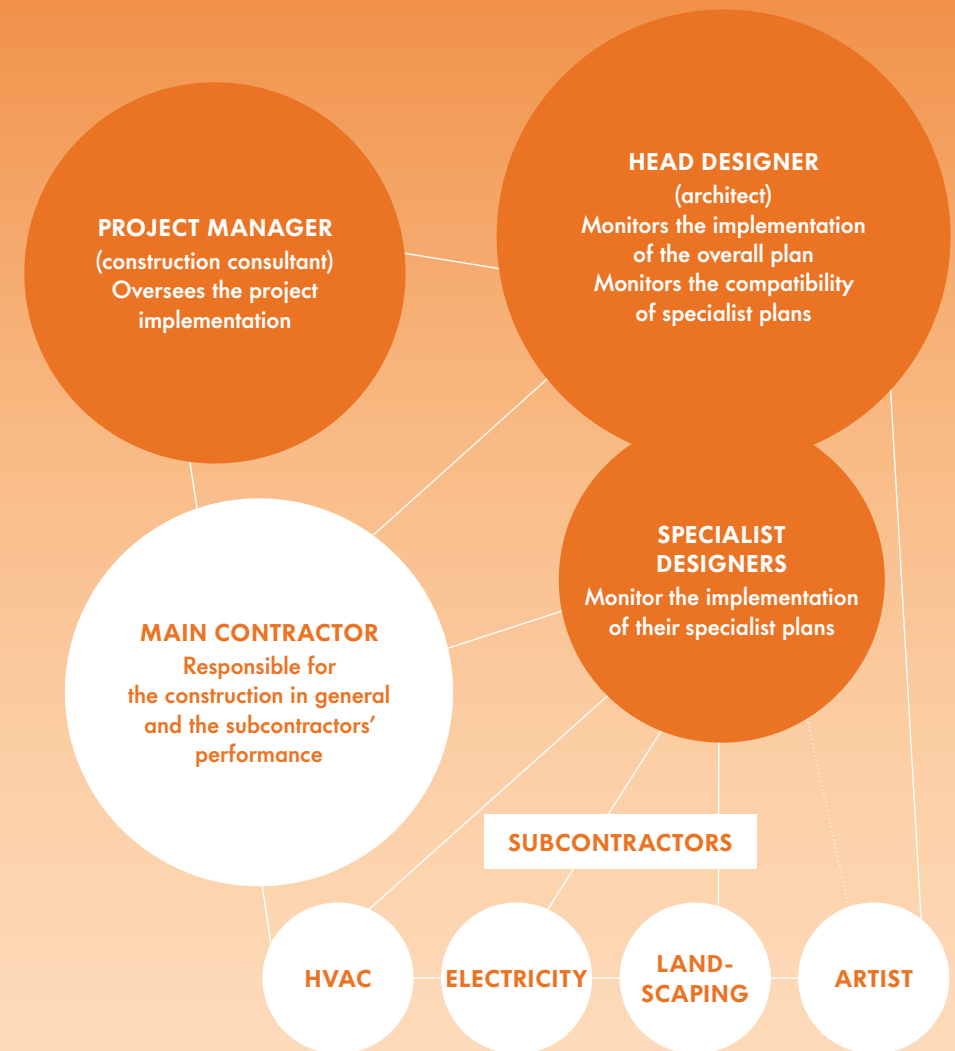 PROJECT MANAGER
(construction consultant)
Oversees the project
implementation
HEAD DESIGNER
(architect)
Monitors the implementation
of the overall plan
Monitors the compatibility
of specialist plans
MAIN CONTRACTOR
Responsible for
the construction in general
and the subcontractors’
performance
SPECIALIST
DESIGNERS
Monitor the implementation
of their specialist plans
SUBCONTRACTORS
HVAC
ELECTRICITY
LAND-
SCAPING
ARTIST